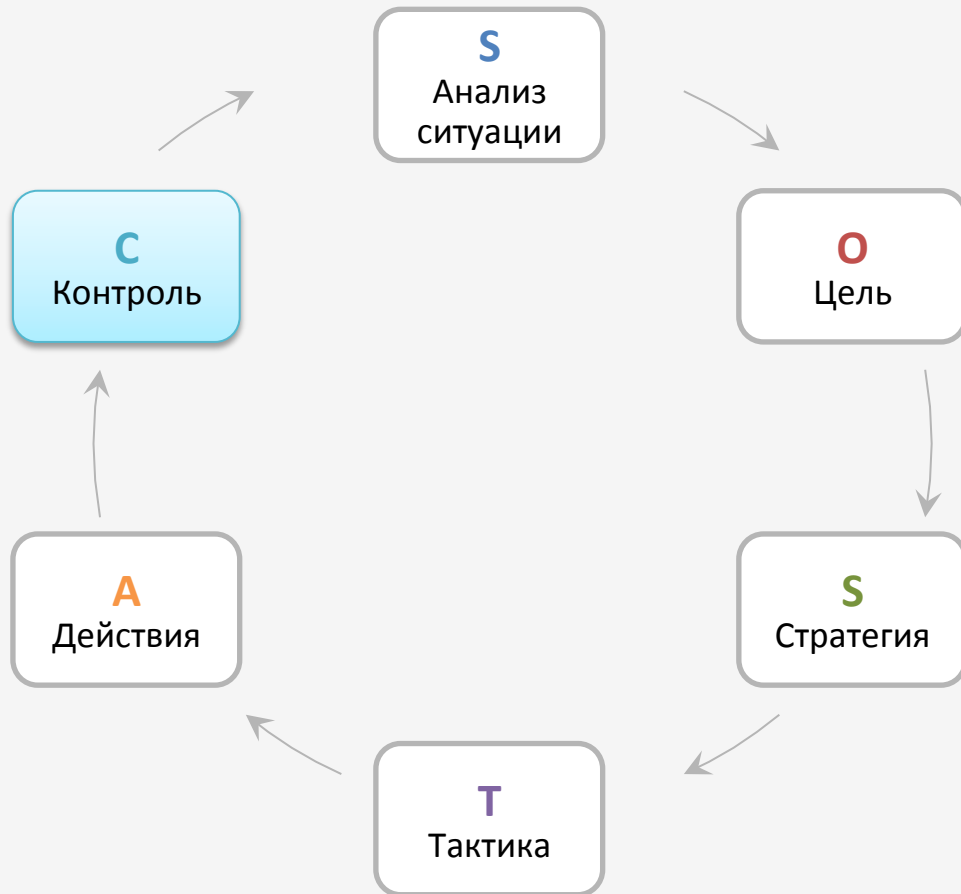 S
Анализ
ситуации
O
Цель
S
Стратегия
T
Тактика
A
Действия
C
Контроль